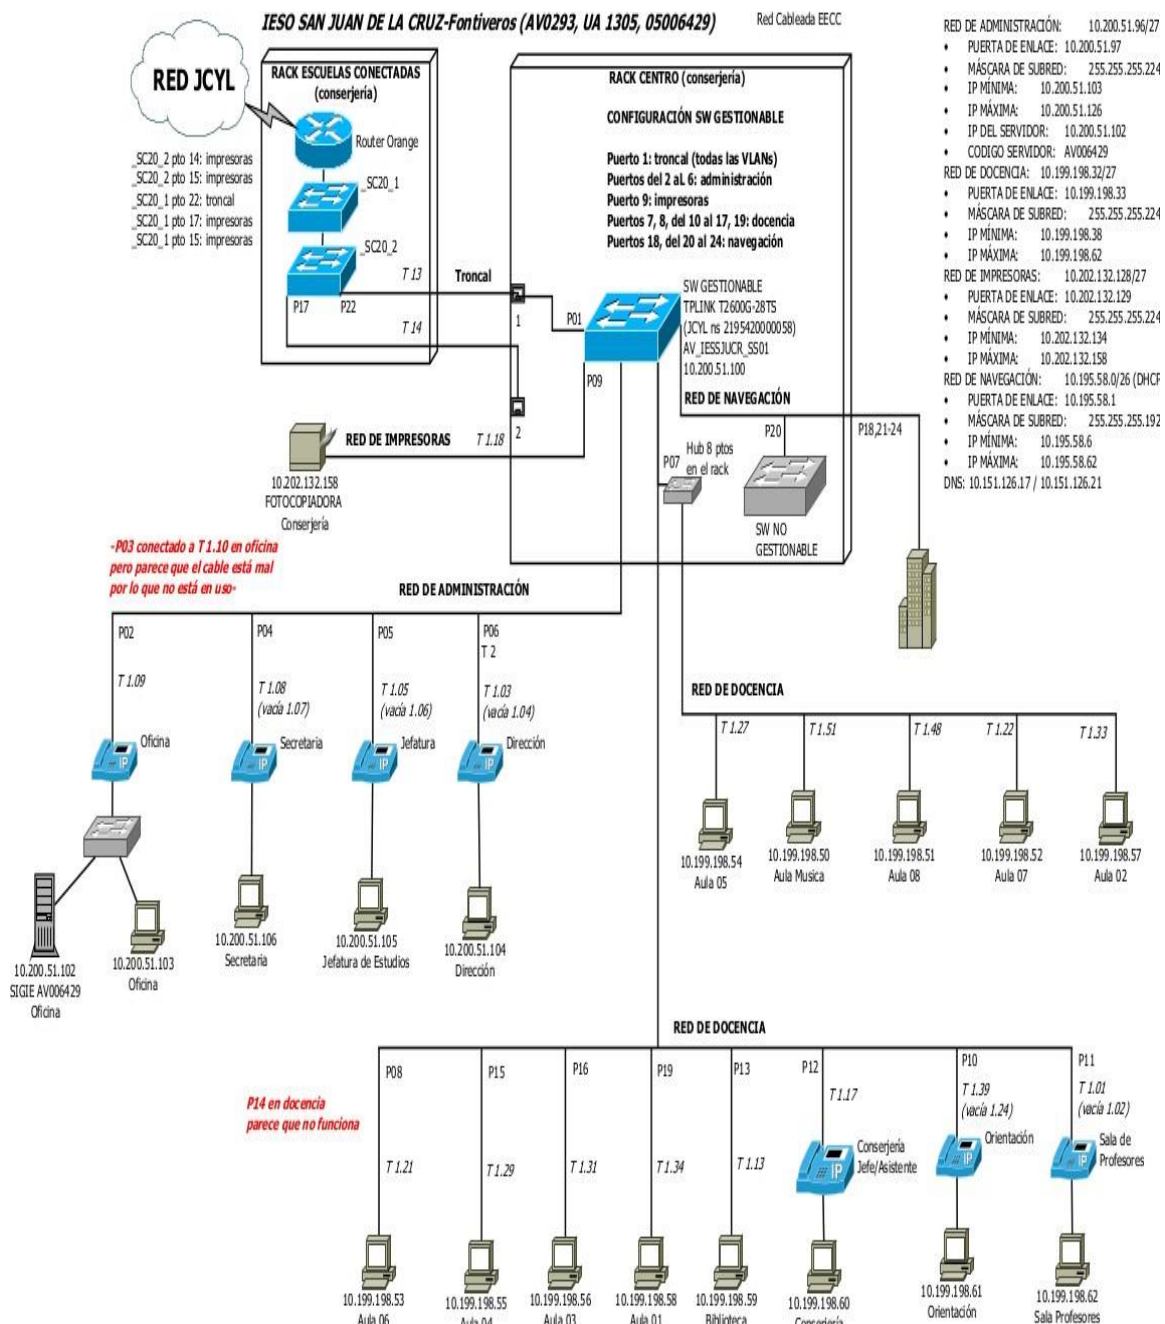 IESO SAN JUAN DE LA CRUZ-Fontiveros (AV0293, UA 1305, 05006429)
Red Cableada EECC
RED JCYL
RACK ESCUELAS CONECTADAS
(conserjería)
Router Orange
_SC20_1
_SC20_2
P17
P22
_SC20_2 pto 14: impresoras
_SC20_2 pto 15: impresoras
_SC20_1 pto 22: troncal
_SC20_1 pto 17: impresoras
_SC20_1 pto 15: impresoras
T 13
Troncal
T 14
1
2
RACK CENTRO (conserjería)
CONFIGURACIÓN SW GESTIONABLE
Puerto 1: troncal (todas las VLANs)
Puertos del 2 aL 6: administración
Puerto 9: impresoras
Puertos 7, 8, del 10 al 17, 19: docencia
Puertos 18, del 20 al 24: navegación
P01
P09
SW GESTIONABLE
TPLINK T2600G-28TS
(JCYL ns 2195420000058)
AV_IESSJUCR_SS01
10.200.51.100
RED DE NAVEGACIÓN
P20
P18,21-24
P07
Hub 8 ptos
en el rack
SW NO
GESTIONABLE
RED DE ADMINISTRACIÓN: 10.200.51.96/27
• PUERTA DE ENLACE: 10.200.51.97
• MÁSCARA DE SUBRED: 255.255.255.224
• IP MÍNIMA: 10.200.51.103
• IP MÁXIMA: 10.200.51.126
• IP DEL SERVIDOR: 10.200.51.102
• CODIGO SERVIDOR: AV006429
RED DE DOCENCIA: 10.199.198.32/27
• PUERTA DE ENLACE: 10.199.198.33
• MÁSCARA DE SUBRED: 255.255.255.224
• IP MÍNIMA: 10.199.198.38
• IP MÁXIMA: 10.199.198.62
RED DE IMPRESORAS: 10.202.132.128/27
• PUERTA DE ENLACE: 10.202.132.129
• MÁSCARA DE SUBRED: 255.255.255.224
• IP MÍNIMA: 10.202.132.134
• IP MÁXIMA: 10.202.132.158
RED DE NAVEGACIÓN: 10.195.58.0/26 (DHCP
• PUERTA DE ENLACE: 10.195.58.1
• MÁSCARA DE SUBRED: 255.255.255.192
• IP MÍNIMA: 10.195.58.6
• IP MÁXIMA: 10.195.58.62
DNS: 10.151.126.17 / 10.151.126.21
RED DE IMPRESORAS
T 1.18
10.202.132.158
FOTOCOPIADORA
Conserjería
-P03 conectado a T 1.10 en oficina
pero parece que el cable está mal
por lo que no está en uso-
RED DE ADMINISTRACIÓN
P02
T 1.09
IP
Oficina
P04
T 1.08
(vacía 1.07)
IP
Secretaria
P05
T 1.05
(vacía 1.06)
IP
Jefatura
P06
T 2
T 1.03
(vacía 1.04)
IP
Dirección
10.200.51.102
SIGIE AV006429
Oficina
10.200.51.103
Oficina
10.200.51.106
Secretaria
10.200.51.105
Jefatura de Estudios
10.200.51.104
Dirección
RED DE DOCENCIA
T 1.27
T 1.51
T 1.48
T 1.22
T 1.33
10.199.198.54
Aula 05
10.199.198.50
Aula Musica
10.199.198.51
Aula 08
10.199.198.52
Aula 07
10.199.198.57
Aula 02
RED DE DOCENCIA
P14 en docencia
parece que no funciona
P08
P15
P16
P19
P13
P12
P10
P11
T 1.21
T 1.29
T 1.31
T 1.34
T 1.13
T 1.17
T 1.39
(vacía 1.24)
T 1.01
(vacía 1.02)
IP
Conserjería
Jefe/Asistente
IP
Orientación
IP
Sala de
Profesores
10.199.198.53
Aula 06
10.199.198.55
Aula 04
10.199.198.56
Aula 03
10.199.198.58
Aula 01
10.199.198.59
Biblioteca
10.199.198.60
Conserjería
10.199.198.61
Orientación
10.199.198.62
Sala Profesores